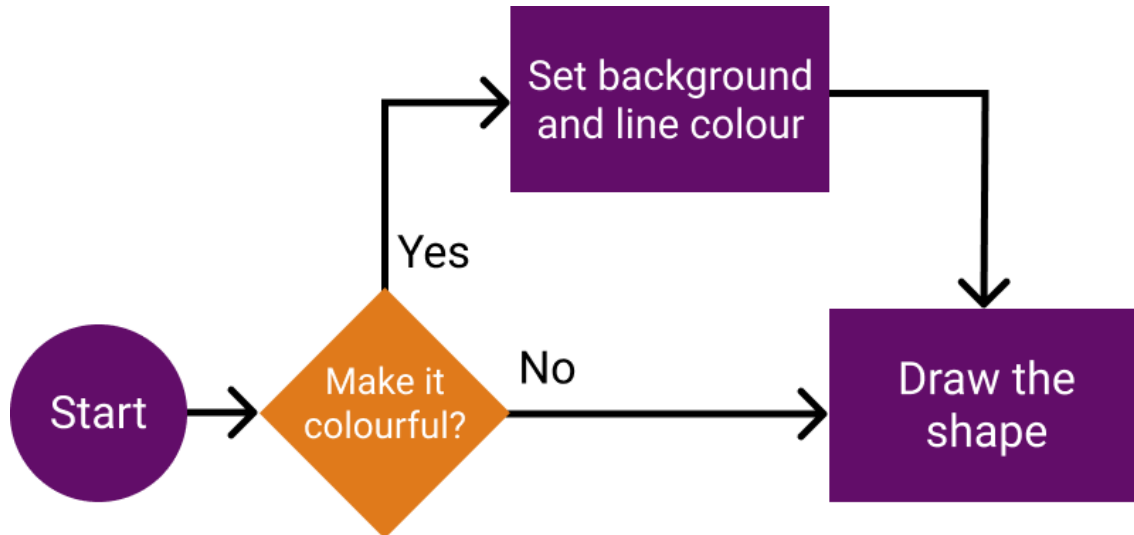 Start
Make it
colourful?
Yes
Set background
and line colour
No
Draw the
shape